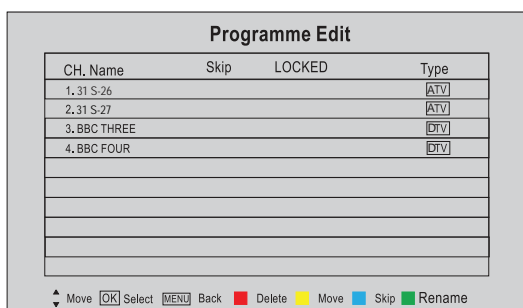 Programme Edit
CH. Name Skip LOCKED Type
1. 31 S-26 ATV
2. 31 S-27 ATV
3. BBC THREE DTV
4. BBC FOUR DTV
Move OK Select MENU Back Delete Move Skip Rename